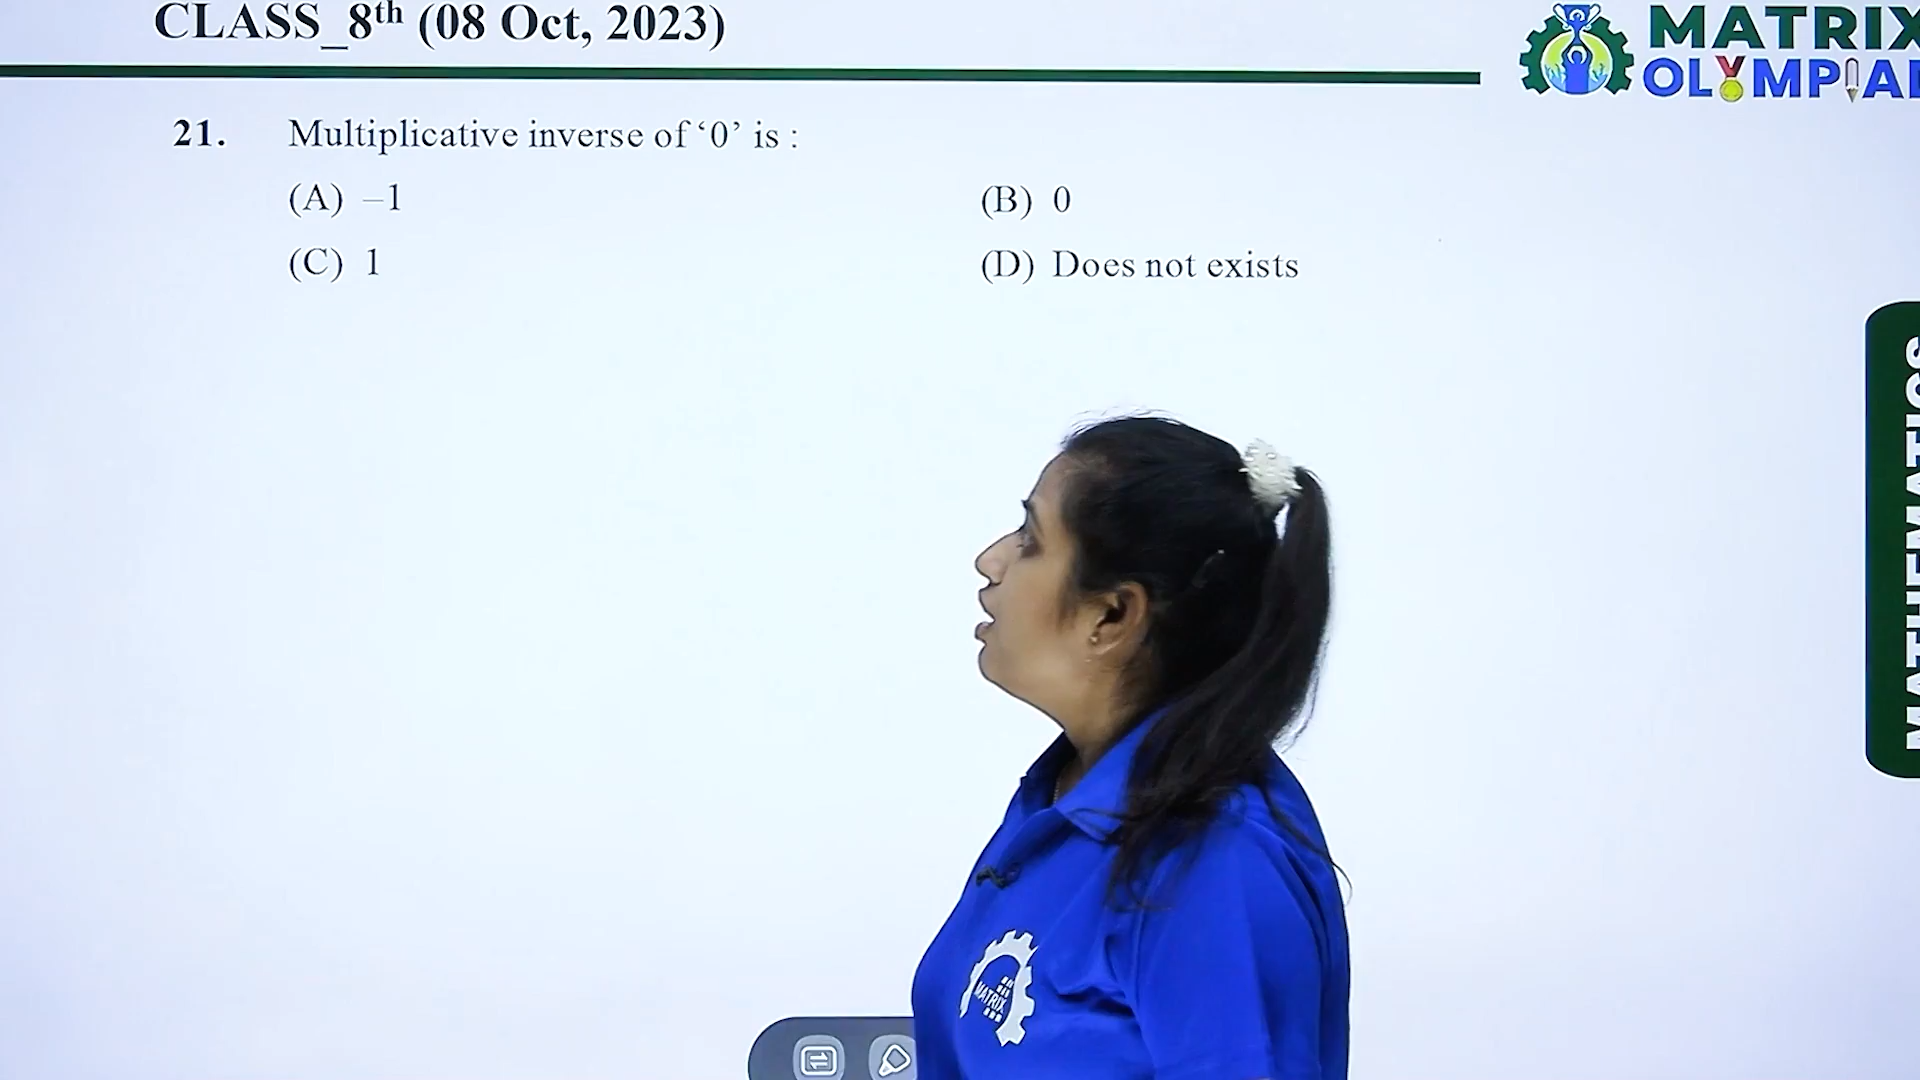 CLASS_8th (08 Oct, 2023)
MATRIX
OLYMPIA
21. Multiplicative inverse of ‘0’ is :
(A) –1
(B) 0
(C) 1
(D) Does not exists
MATHEMATICS
MATRIX